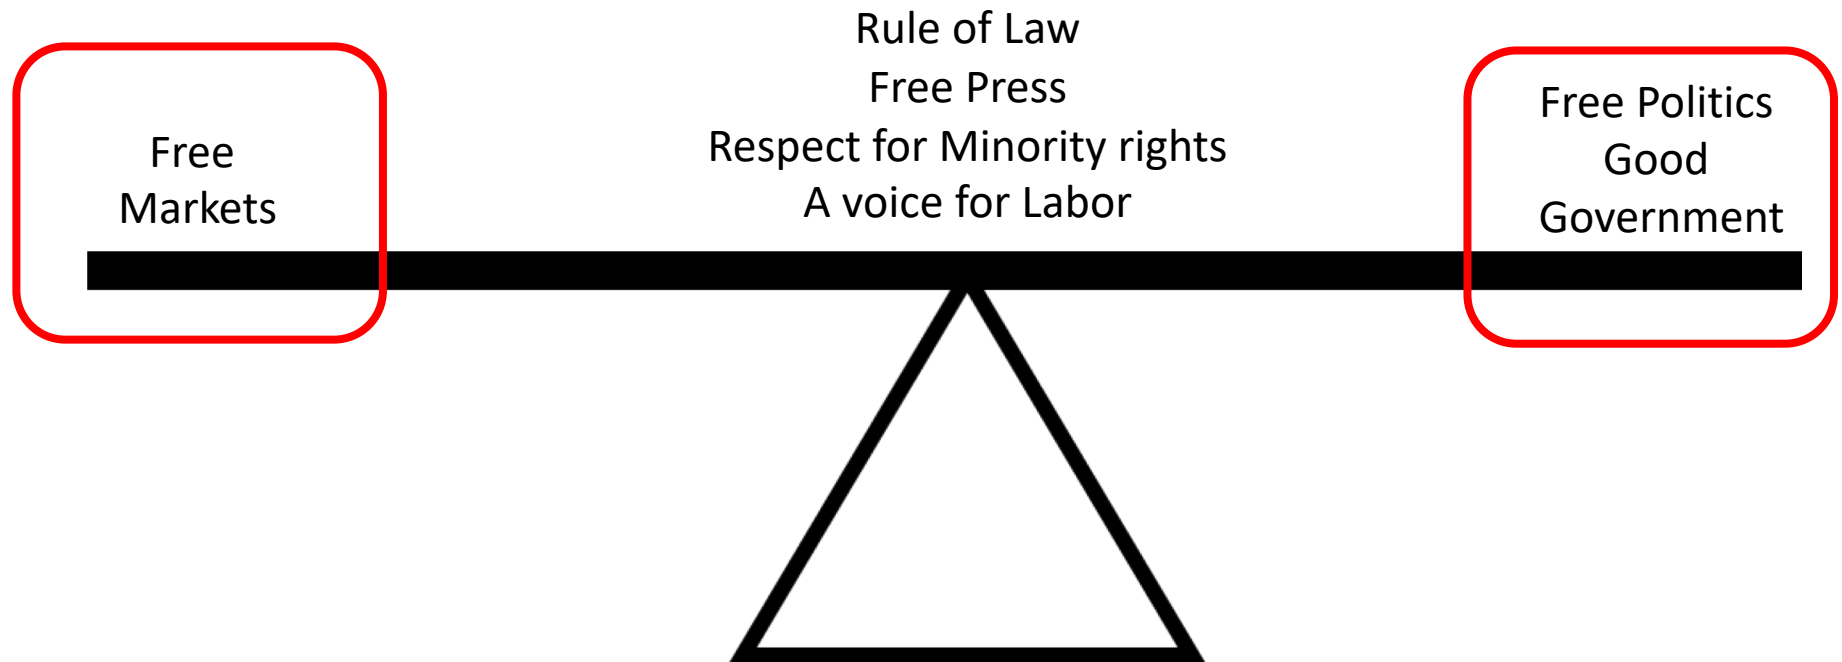 Free
Markets
Rule of Law
Free Press
Respect for Minority rights
A voice for Labor
Free Politics
Good
Government